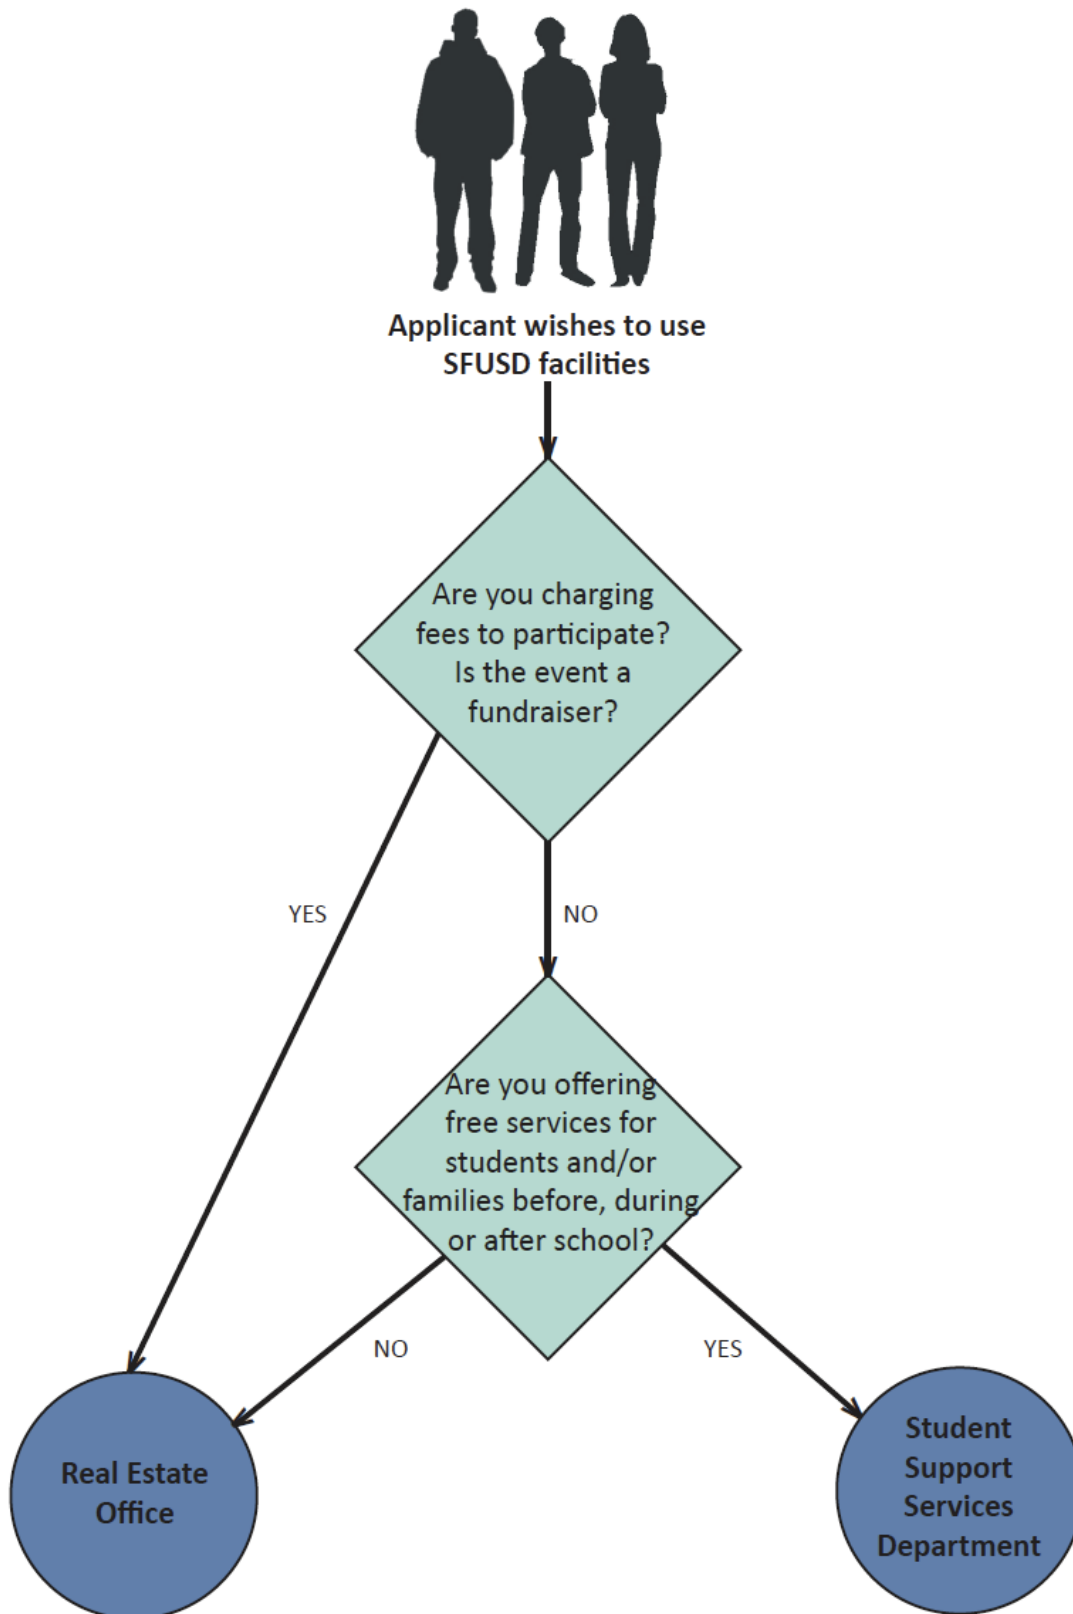 Applicant wishes to use
SFUSD facilities
Are you charging
fees to participate?
Is the event a
fundraiser?
YES
NO
Are you offering
free services for
students and/or
families before, during
or after school?
NO
YES
Real Estate
Office
Student
Support
Services
Department